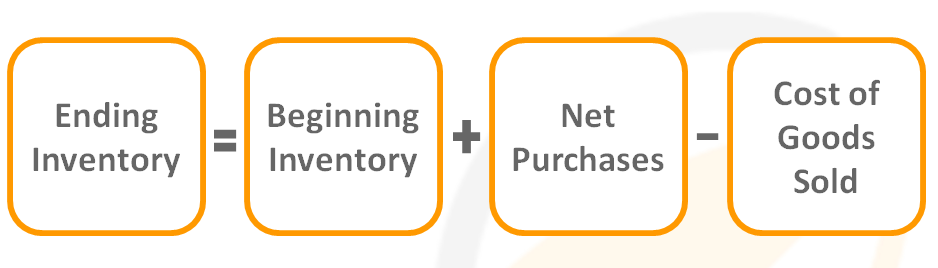 Ending
Inventory
=
Beginning
Inventory
+
Net
Purchases
−
Cost of
Goods
Sold